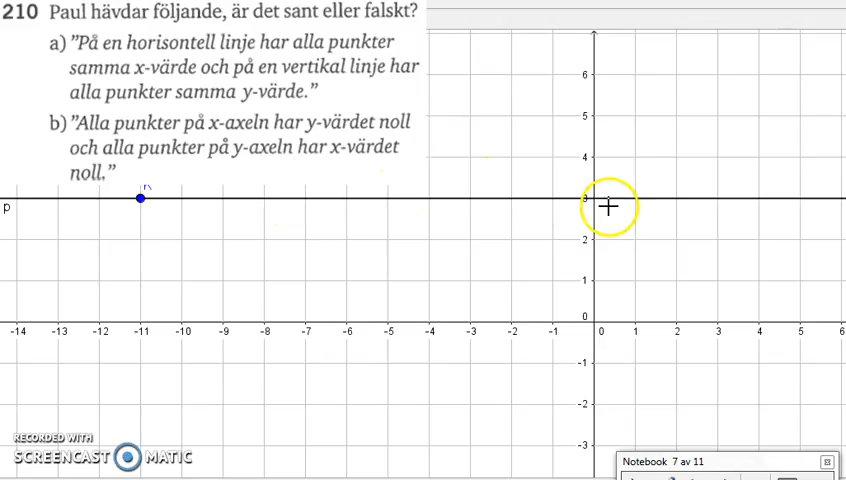 210 Paul hävdar följande, är det sant eller falskt?
a) "På en horisontell linje har alla punkter
samma x-värde och på en vertikal linje har
alla punkter samma y-värde."
b) "Alla punkter på x-axeln har y-värdet noll
och alla punkter på y-axeln har x-värdet
noll."
6
5
4
3
p
2
1
0
-14 -13 -12 -11 -10 -9 -8 -7 -6 -5 -4 -3 -2 -1 0 1 2 3 4 5 6
-1
-2
-3
RECORDED WITH
SCREENCAST MATIC
Notebook 7 av 11